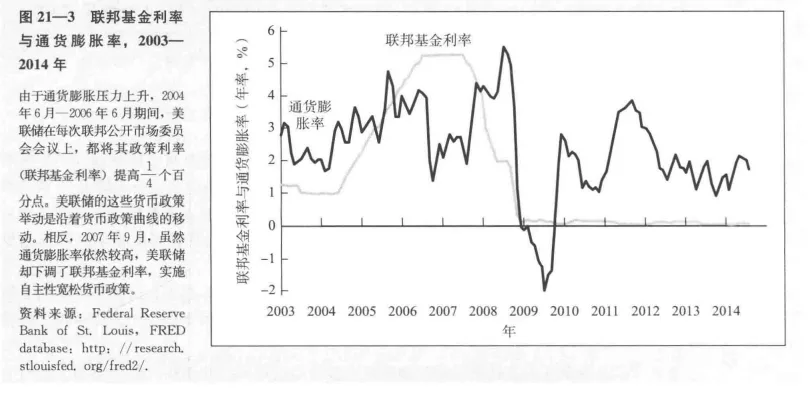 图 21—3　联邦基金利率
与通货膨胀率，2003—
2014 年
由于通货膨胀压力上升，2004
年 6 月—2006 年 6 月期间，美
联储在每次联邦公开市场委员
会会议上，都将其政策利率
(联邦基金利率) 提高 1/4 个百
分点。美联储的这些货币政策
举动是沿着货币政策曲线的移
动。相反，2007 年 9 月，虽然
通货膨胀率依然较高，美联储
却下调了联邦基金利率，实施
自主性宽松货币政策。
资料来源：Federal Reserve
Bank of St. Louis, FRED
database: http: //research.
stlouisfed. org/fred2/.
联邦基金利率与通货膨胀率（年率，%）
6
5
4
3
2
1
0
−1
−2
联邦基金利率
通货膨
胀率
2003 2004 2005 2006 2007 2008 2009 2010 2011 2012 2013 2014
年